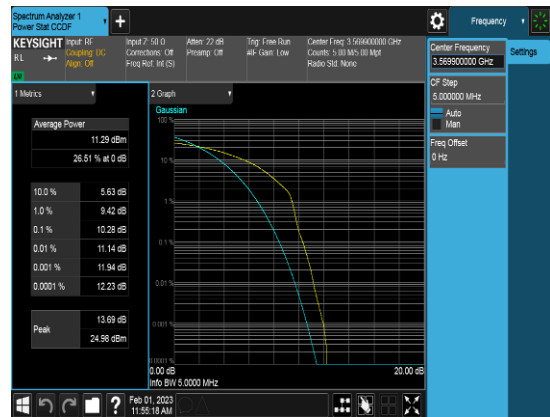 Spectrum Analyzer 1
Power Stat CCDF
+
Frequency
KEYSIGHT
RL
Input: RF
Coupling: DC
Align: Off
Input Z: 50 Ω
Corrections: Off
Freq Ref: Int (S)
Atten: 22 dB
Preamp: Off
Trig: Free Run
#IF Gain: Low
Center Freq: 3.569900000 GHz
Counts: 5.00 M/5.00 Mpt
Radio Std: None
Center Frequency
3.569900000 GHz
Settings
CF Step
5.000000 MHz
Auto
Man
Freq Offset
0 Hz
1 Metrics
2 Graph
Gaussian
Average Power
11.29 dBm
26.51 % at 0 dB
10.0 % 5.63 dB
1.0 % 9.42 dB
0.1 % 10.28 dB
0.01 % 11.14 dB
0.001 % 11.94 dB
0.0001 % 12.23 dB
Peak
13.69 dB
24.98 dBm
100 %
10 %
1 %
0.1 %
0.01 %
0.001 %
0.0001 %
0.00 dB
20.00 dB
Info BW 5.0000 MHz
?
Feb 01, 2023
11:55:18 AM